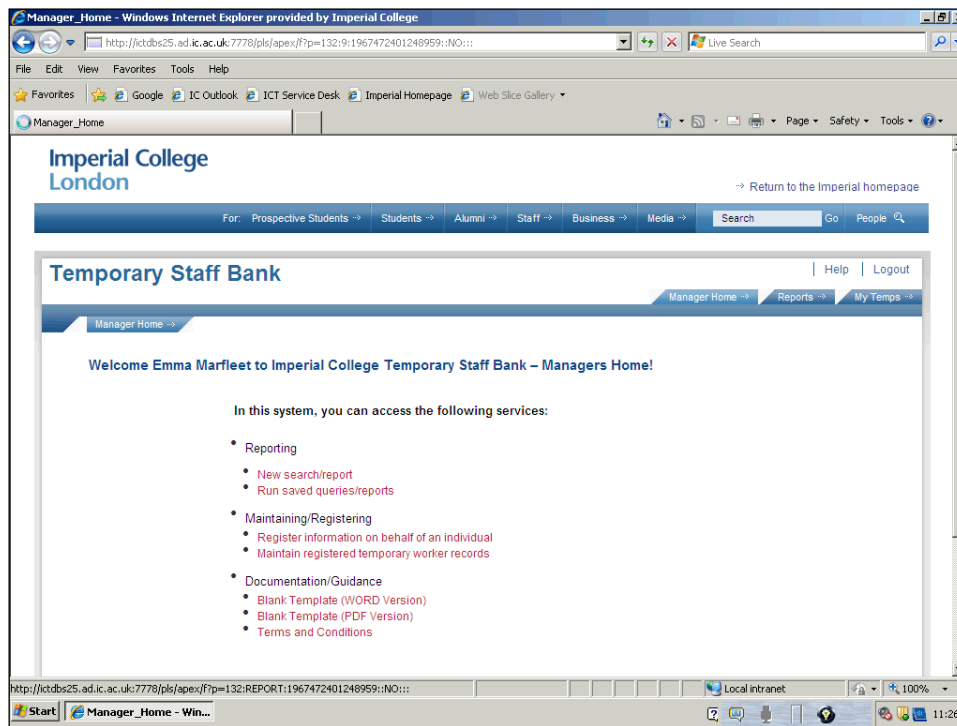 Manager_Home - Windows Internet Explorer provided by Imperial College
http://ictdbs25.ad.ic.ac.uk:7778/pls/apex/f?p=132:9:1967472401248959::NO:::
Live Search
File Edit View Favorites Tools Help
Favorites Google IC Outlook ICT Service Desk Imperial Homepage Web Slice Gallery
Manager_Home Page Safety Tools
Imperial College
London
Return to the Imperial homepage
For: Prospective Students Students Alumni Staff Business Media Search Go People
Temporary Staff Bank
Help Logout
Manager Home Reports My Temps
Manager Home
Welcome Emma Marfleet to Imperial College Temporary Staff Bank – Managers Home!
In this system, you can access the following services:
• Reporting
• New search/report
• Run saved queries/reports
• Maintaining/Registering
• Register information on behalf of an individual
• Maintain registered temporary worker records
• Documentation/Guidance
• Blank Template (WORD Version)
• Blank Template (PDF Version)
• Terms and Conditions
http://ictdbs25.ad.ic.ac.uk:7778/pls/apex/f?p=132:REPORT:1967472401248959::NO::: Local intranet 100%
Start Manager_Home - Win... 11:26